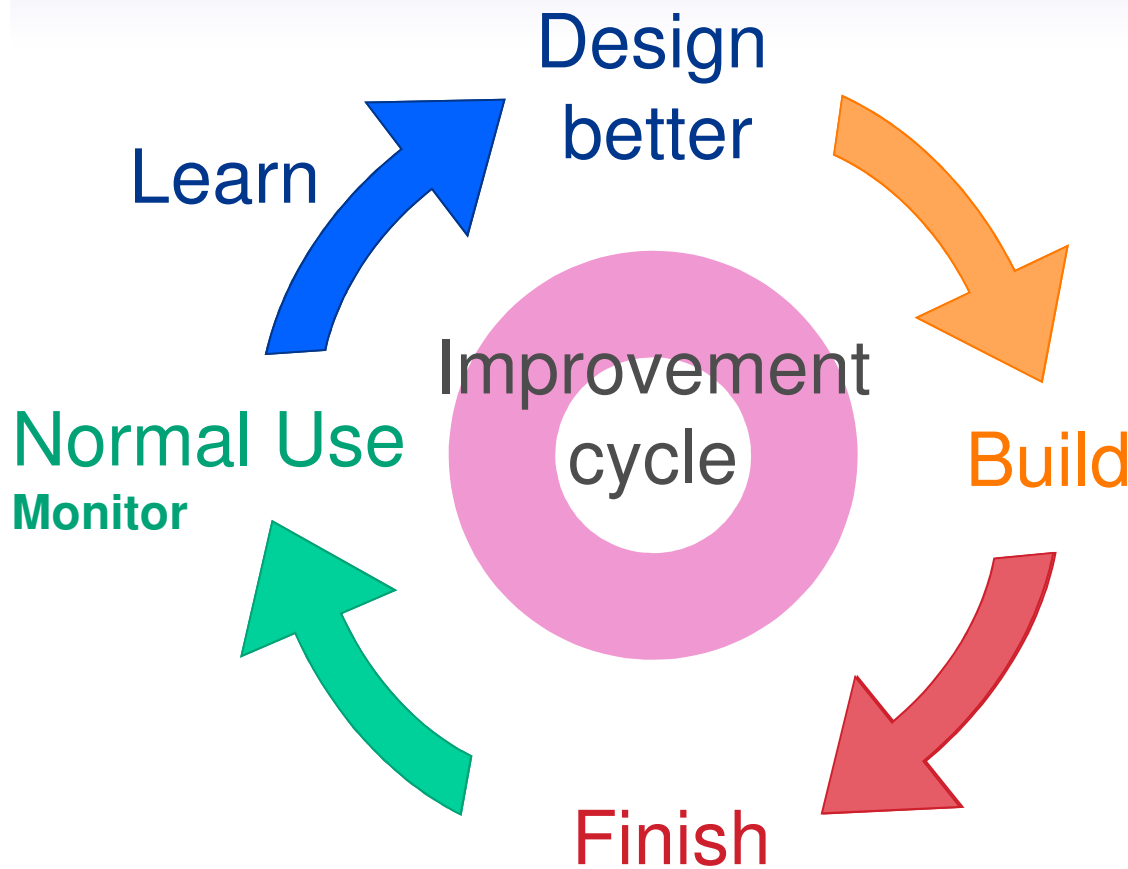 Design
better
Learn
Improvement
cycle
Normal Use
Monitor
Build
Finish